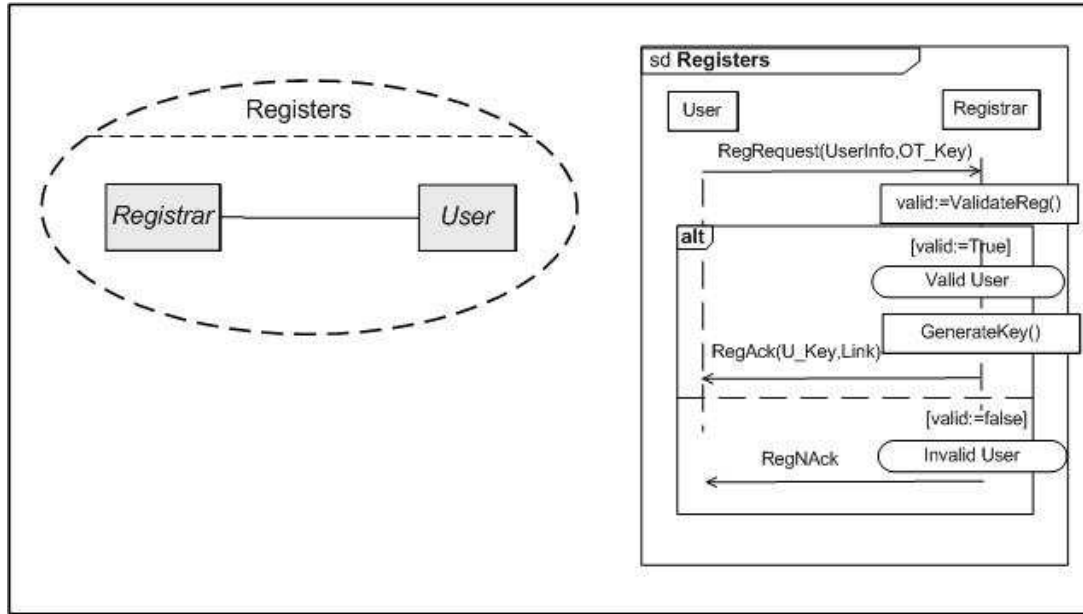 Registers
Registrar
User
sd Registers
User
Registrar
RegRequest(UserInfo,OT_Key)
valid:=ValidateReg()
alt
[valid:=True]
Valid User
GenerateKey()
RegAck(U_Key,Link)
[valid:=false]
Invalid User
RegNAck